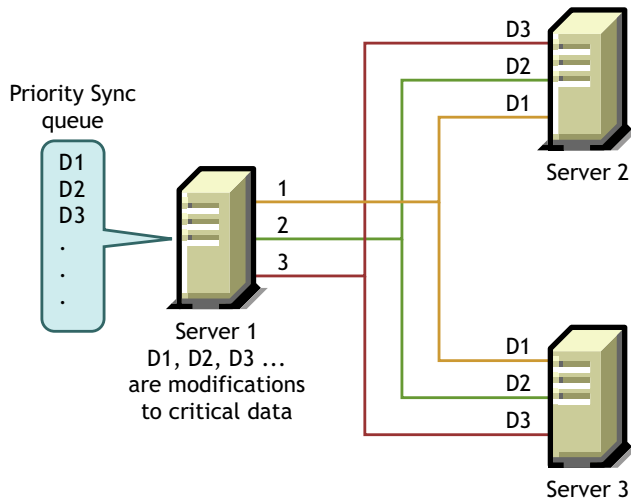 Priority Sync
queue
D1
D2
D3
.
.
.
1
2
3
Server 1
D1, D2, D3 ...
are modifications
to critical data
D3
D2
D1
Server 2
D1
D2
D3
Server 3